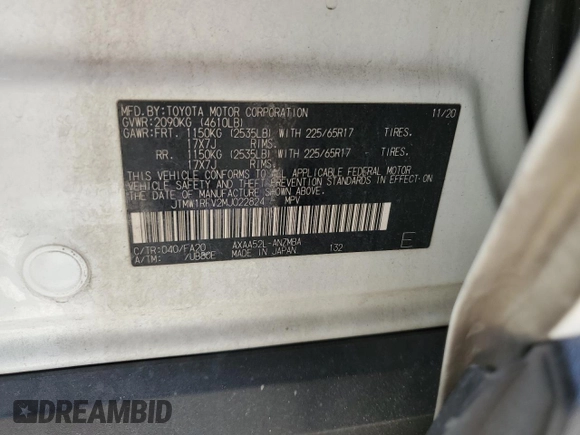 MFD.BY:TOYOTA MOTOR CORPORATION 11/20
GVWR:2090KG (4610LB)
GAWR:FRT. 1150KG (2535LB) WITH 225/65R17 TIRES,
17X7J RIMS,
RR. 1150KG (2535LB) WITH 225/65R17 TIRES,
17X7J RIMS,
THIS VEHICLE CONFORMS TO ALL APPLICABLE FEDERAL MOTOR
VEHICLE SAFETY AND THEFT PREVENTION STANDARDS IN EFFECT ON
THE DATE OF MANUFACTURE SHOWN ABOVE.
JTMW1RFV2MJ022824 MPV
C/TR:040/FA20 AXAA52L-ANZMBA 132 E
A/TM: /UB80E MADE IN JAPAN
DREAMBID